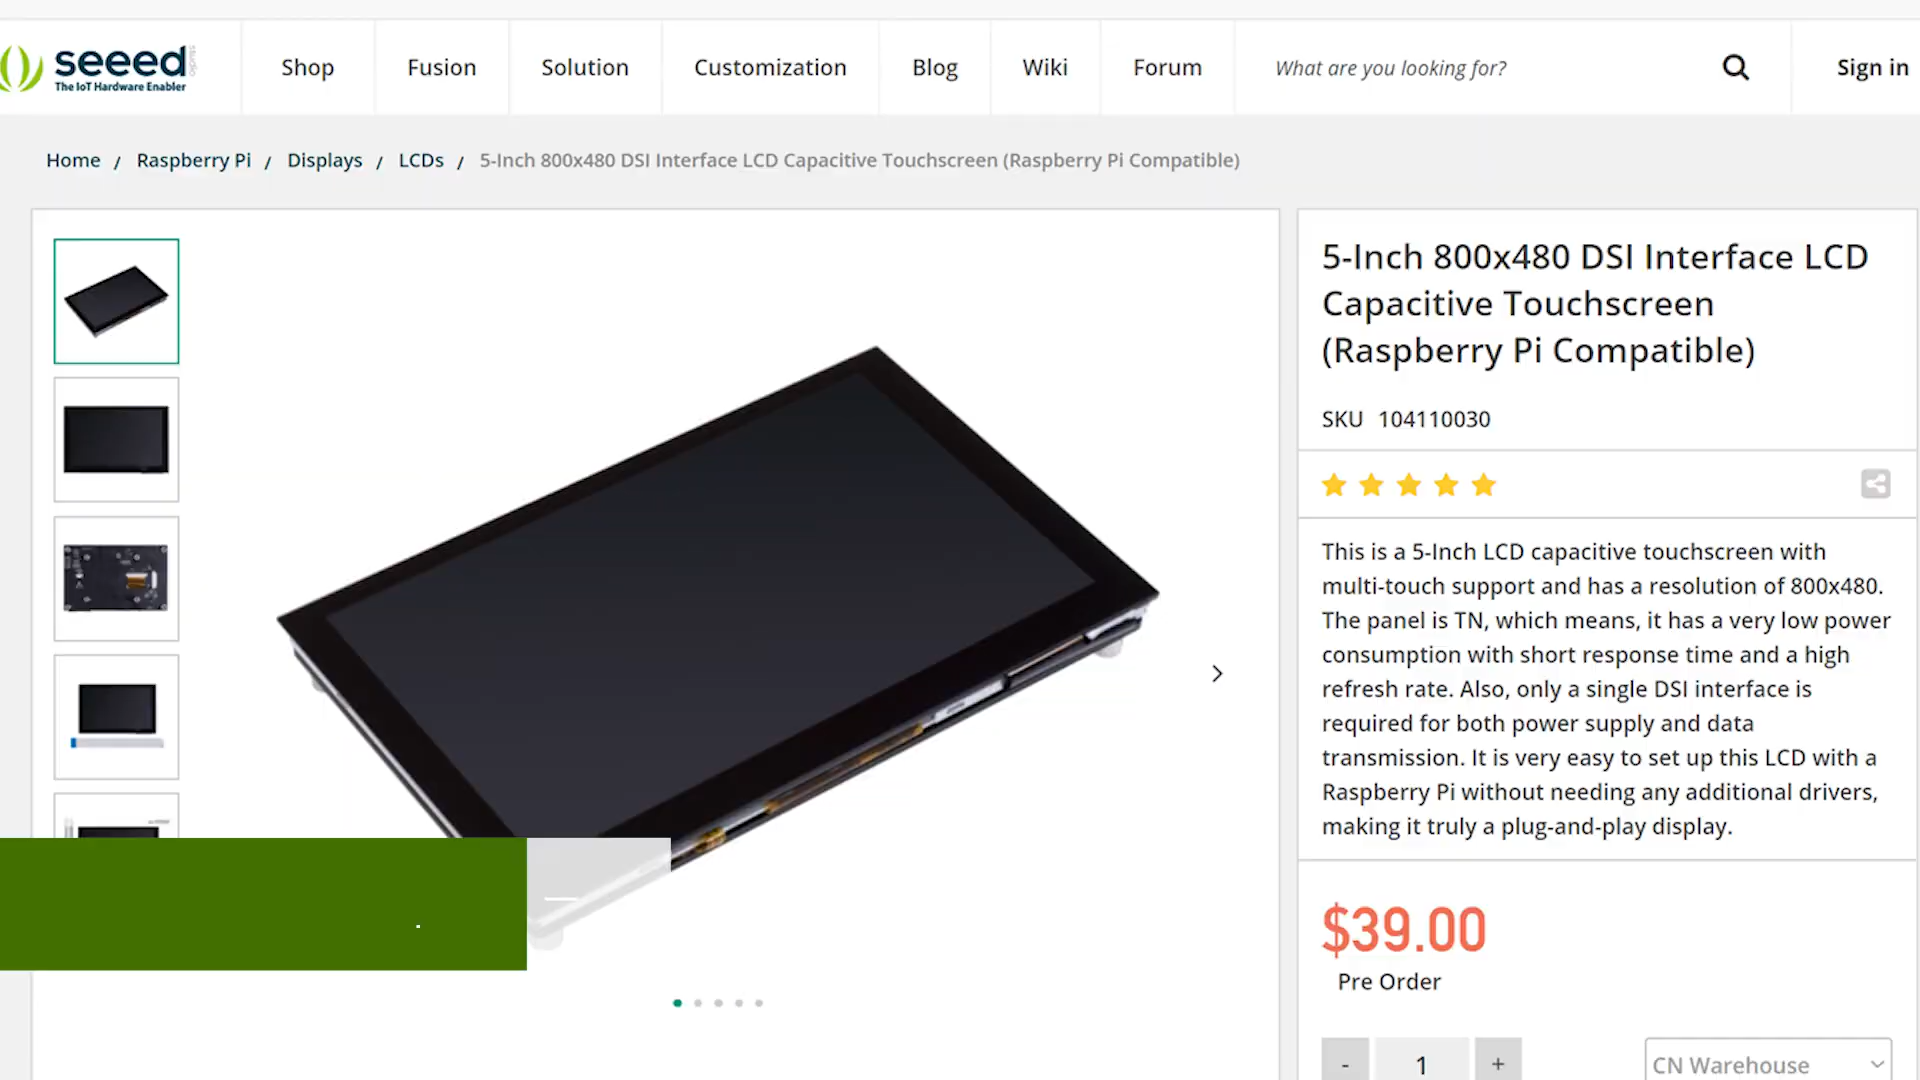 seeed studio
The IoT Hardware Enabler
Shop
Fusion
Solution
Customization
Blog
Wiki
Forum
What are you looking for?
Sign in
Home / Raspberry Pi / Displays / LCDs / 5-Inch 800x480 DSI Interface LCD Capacitive Touchscreen (Raspberry Pi Compatible)
5-Inch 800x480 DSI Interface LCD
Capacitive Touchscreen
(Raspberry Pi Compatible)
SKU 104110030
This is a 5-Inch LCD capacitive touchscreen with
multi-touch support and has a resolution of 800x480.
The panel is TN, which means, it has a very low power
consumption with short response time and a high
refresh rate. Also, only a single DSI interface is
required for both power supply and data
transmission. It is very easy to set up this LCD with a
Raspberry Pi without needing any additional drivers,
making it truly a plug-and-play display.
$39.00
Pre Order
- 1 +
CN Warehouse